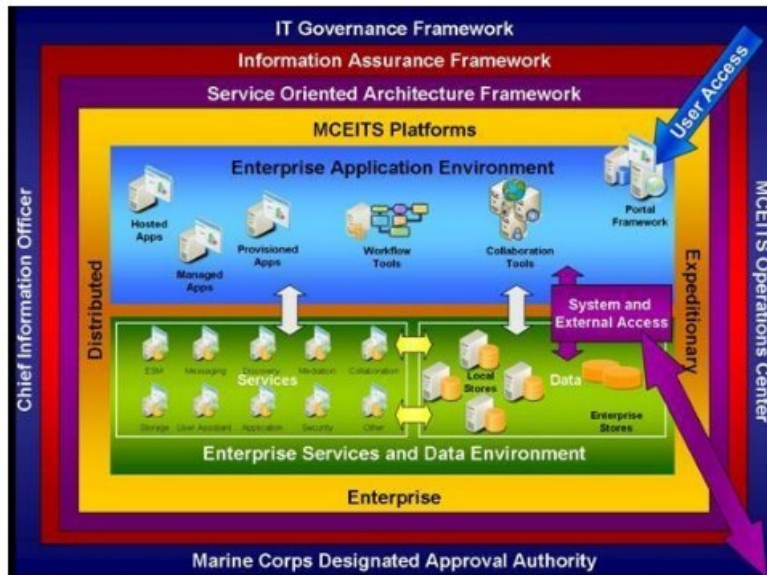 IT Governance Framework
Information Assurance Framework
Service Oriented Architecture Framework
MCEITS Platforms
User Access
Enterprise Application Environment
Hosted
Apps
Managed
Apps
Provisioned
Apps
Workflow
Tools
Collaboration
Tools
Portal
Framework
Chief Information Officer
Distributed
Expeditionary
MCEITS Operations Center
System and
External Access
ESM
Messaging
Discovery
Mediation
Collaboration
Services
Storage
User Assistant
Application
Security
Other
Local
Stores
Data
Enterprise
Stores
Enterprise Services and Data Environment
Enterprise
Marine Corps Designated Approval Authority